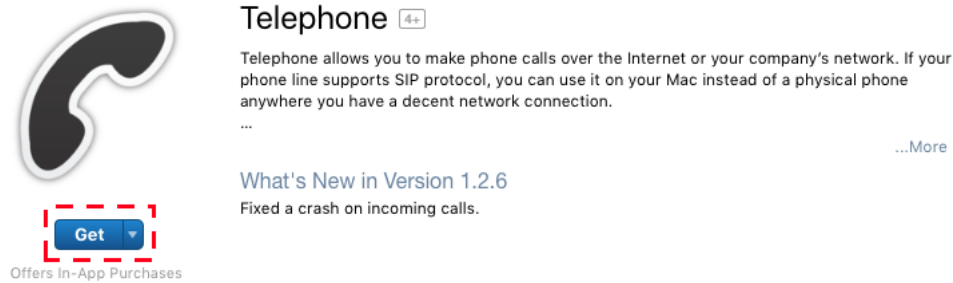 Telephone 4+
Telephone allows you to make phone calls over the Internet or your company's network. If your
phone line supports SIP protocol, you can use it on your Mac instead of a physical phone
anywhere you have a decent network connection.
...
...More
What's New in Version 1.2.6
Fixed a crash on incoming calls.
Get
Offers In-App Purchases